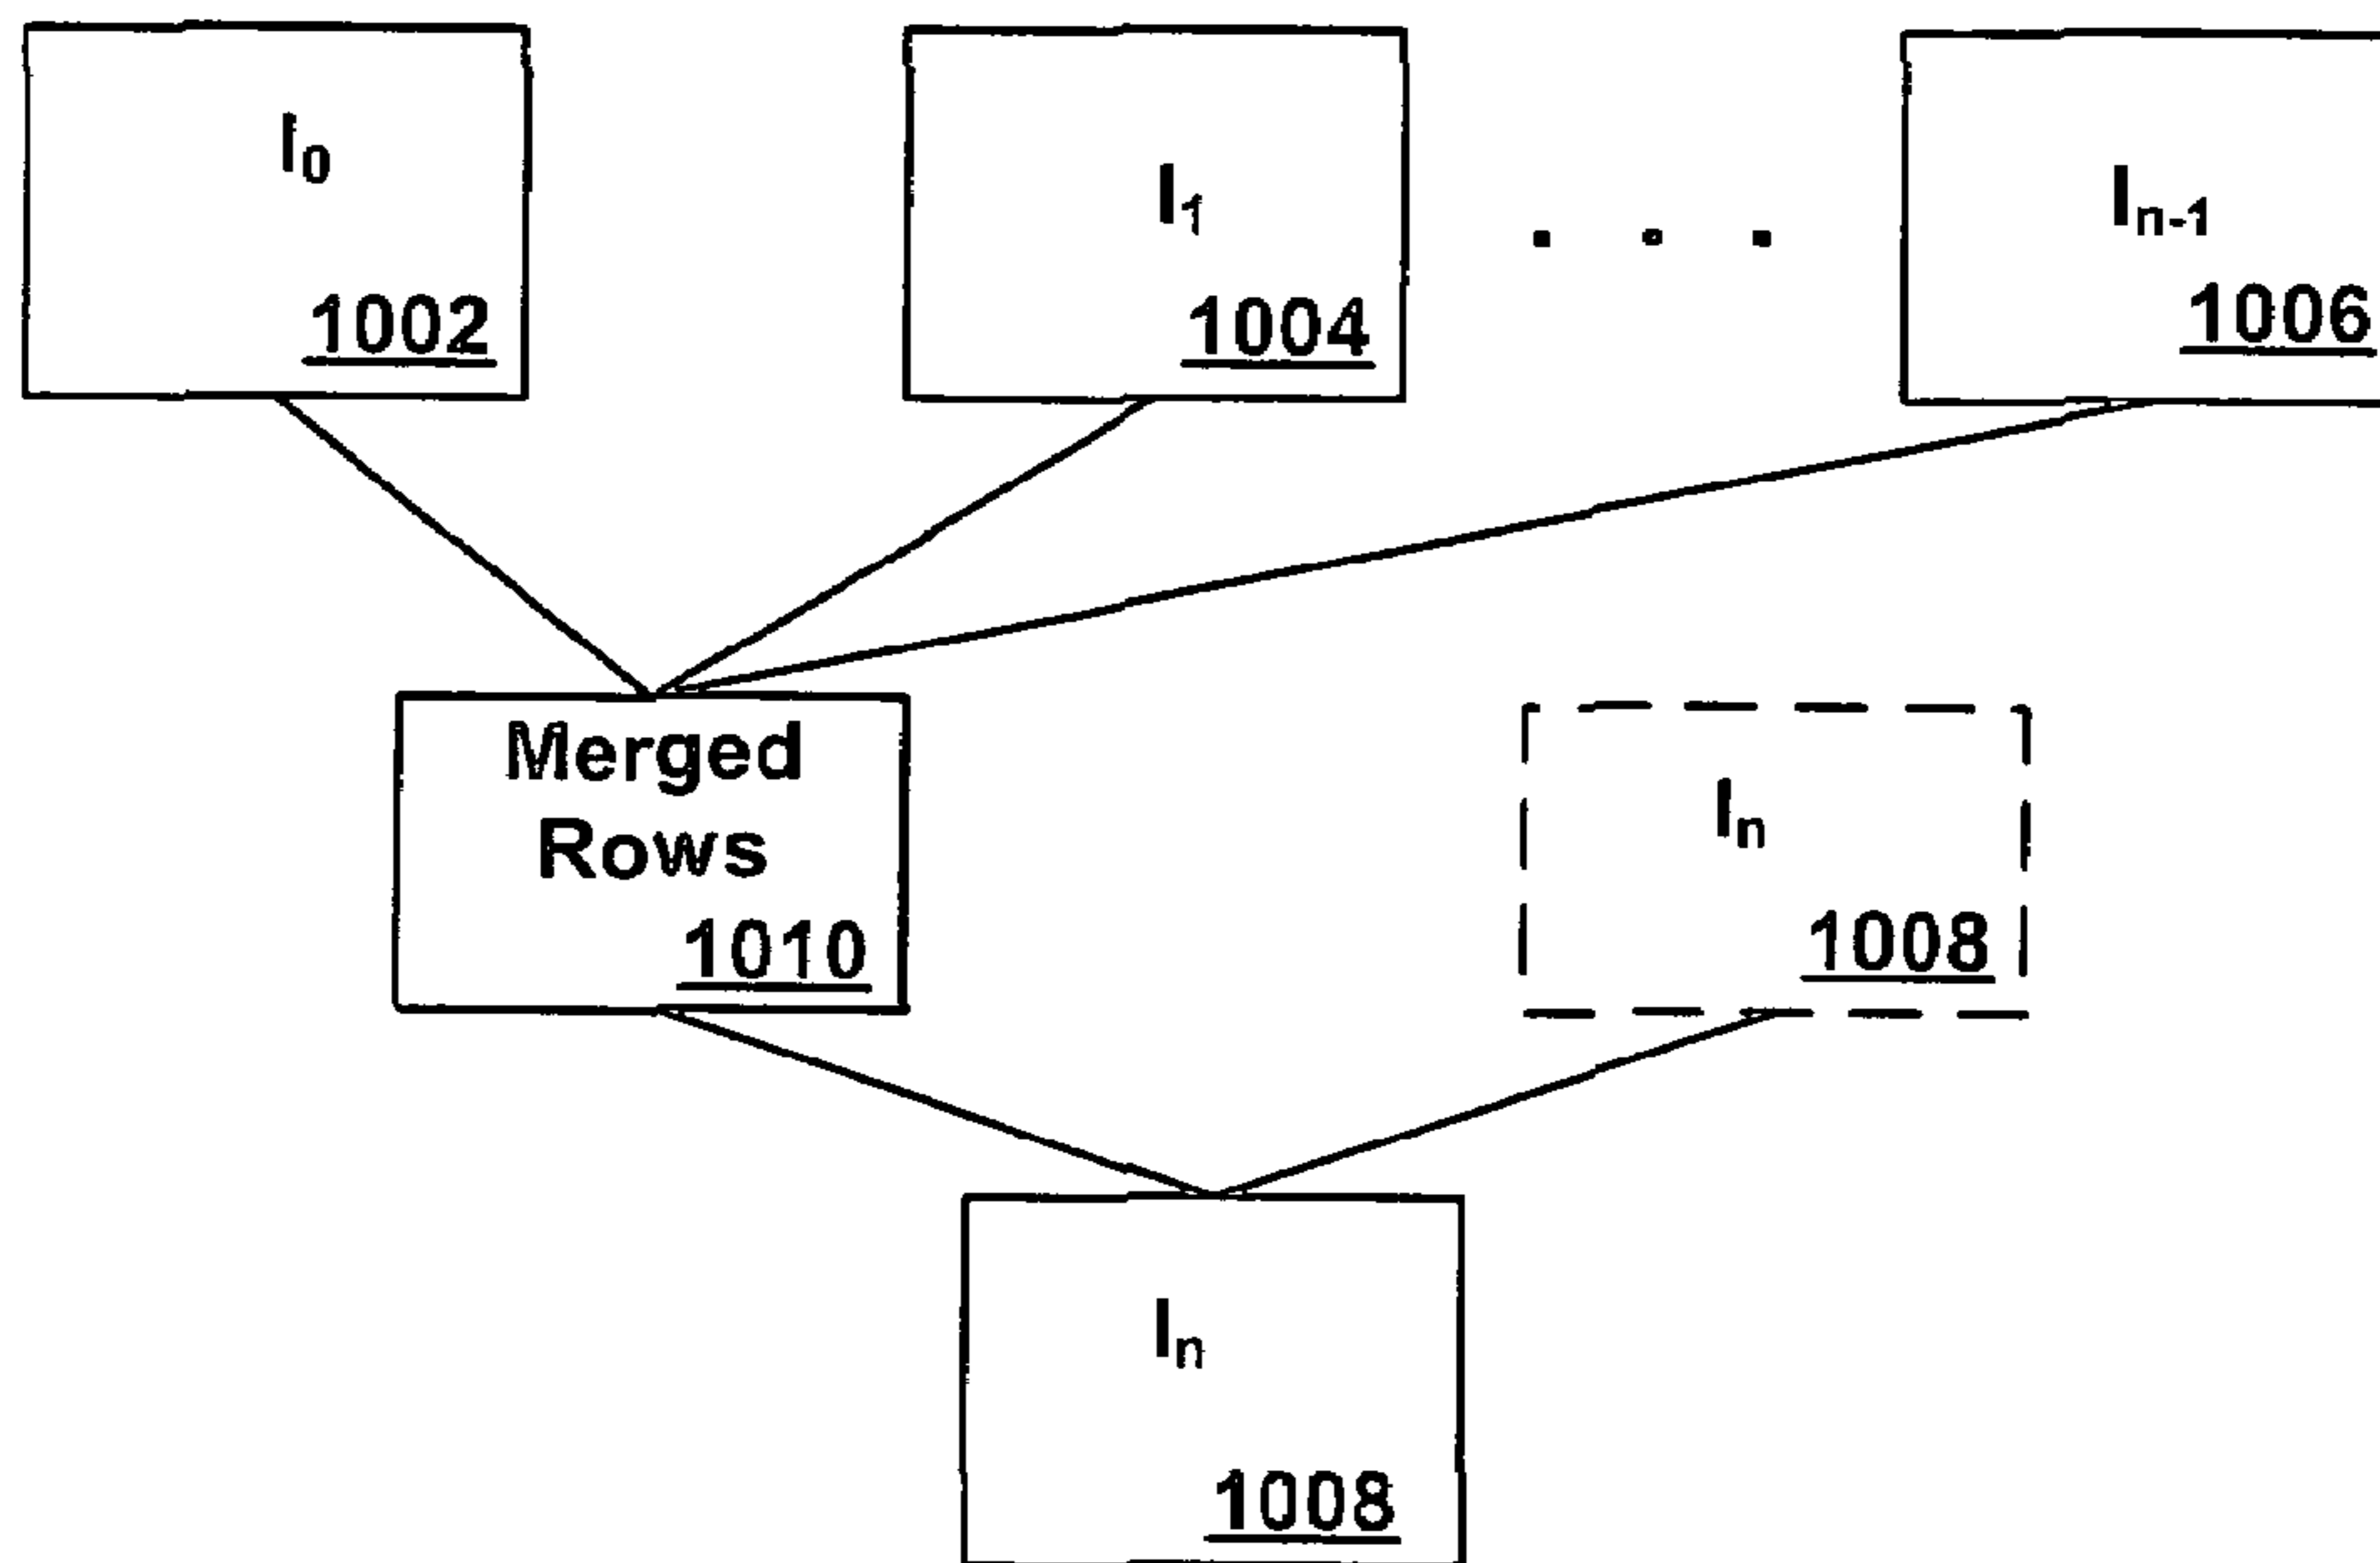 I0
1002
I1
1004
. . .
In-1
1006
Merged
Rows
1010
In
1008
In
1008